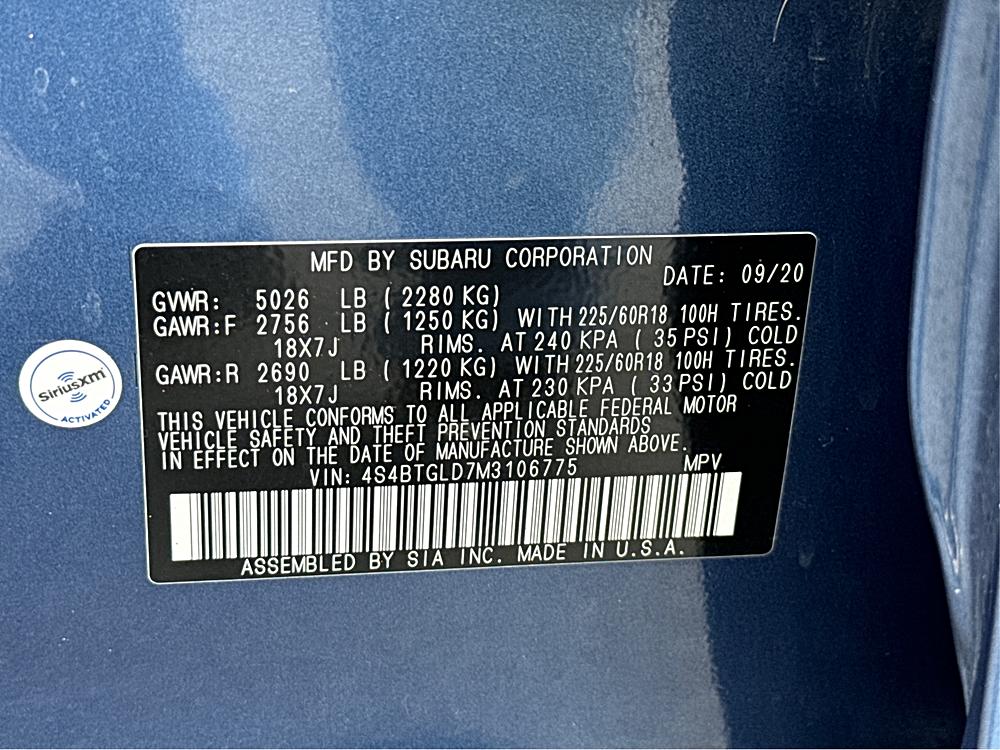 MFD BY SUBARU CORPORATION
DATE: 09/20
GVWR: 5026 LB ( 2280 KG)
GAWR:F 2756 LB ( 1250 KG) WITH 225/60R18 100H TIRES.
18X7J RIMS. AT 240 KPA ( 35 PSI) COLD
GAWR:R 2690 LB ( 1220 KG) WITH 225/60R18 100H TIRES.
18X7J RIMS. AT 230 KPA ( 33 PSI) COLD
THIS VEHICLE CONFORMS TO ALL APPLICABLE FEDERAL MOTOR
VEHICLE SAFETY AND THEFT PREVENTION STANDARDS
IN EFFECT ON THE DATE OF MANUFACTURE SHOWN ABOVE.
VIN: 4S4BTGLD7M3106775 MPV
ASSEMBLED BY SIA INC. MADE IN U.S.A.
SiriusXm
ACTIVATED